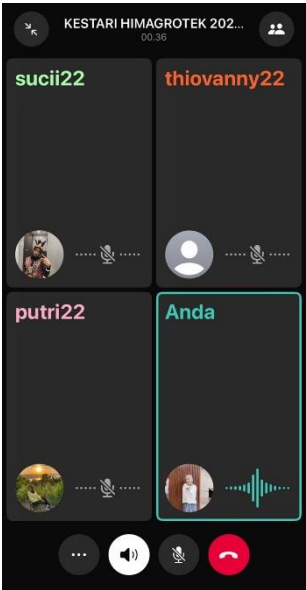 KESTARI HIMAGROTEK 202...
00.36
sucii22
thiovanny22
putri22
Anda